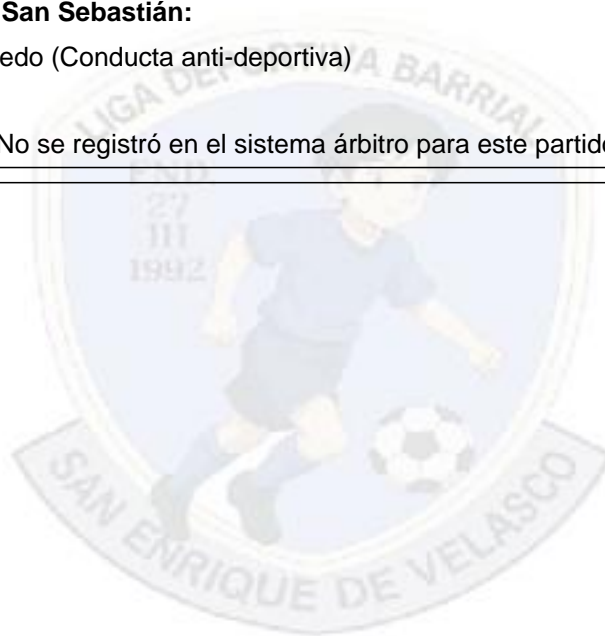 San Sebastián:
edo (Conducta anti-deportiva)
LIGA DEPORTIVA BARRIAL
No se registró en el sistema árbitro para este partid
FND
27
III
1992
SAN ENRIQUE DE VELASCO